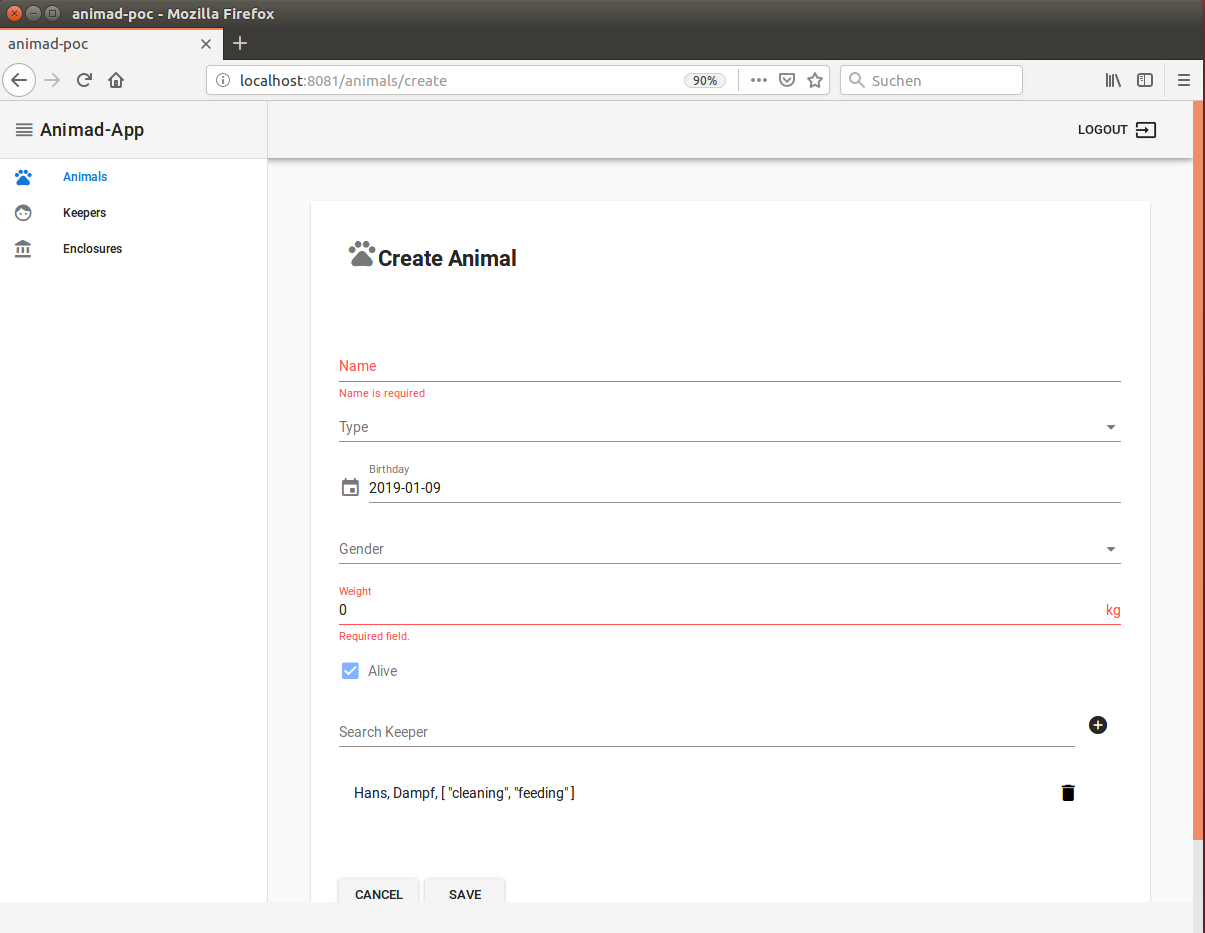 animad-poc - Mozilla Firefox
animad-poc
localhost:8081/animals/create
90%
Suchen
Animad-App
LOGOUT
Animals
Keepers
Enclosures
Create Animal
Name
Name is required
Type
Birthday
2019-01-09
Gender
Weight
0 kg
Required field.
Alive
Search Keeper
Hans, Dampf, [ "cleaning", "feeding" ]
CANCEL SAVE